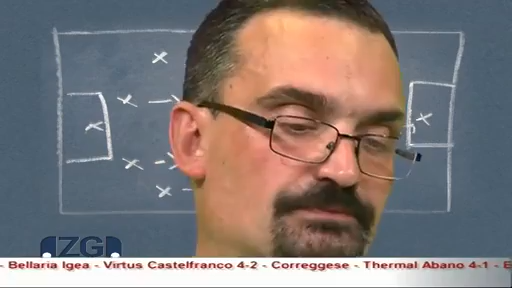 ZG
- Bellaria Igea - Virtus Castelfranco 4-2 - Correggese - Thermal Abano 4-1 - E